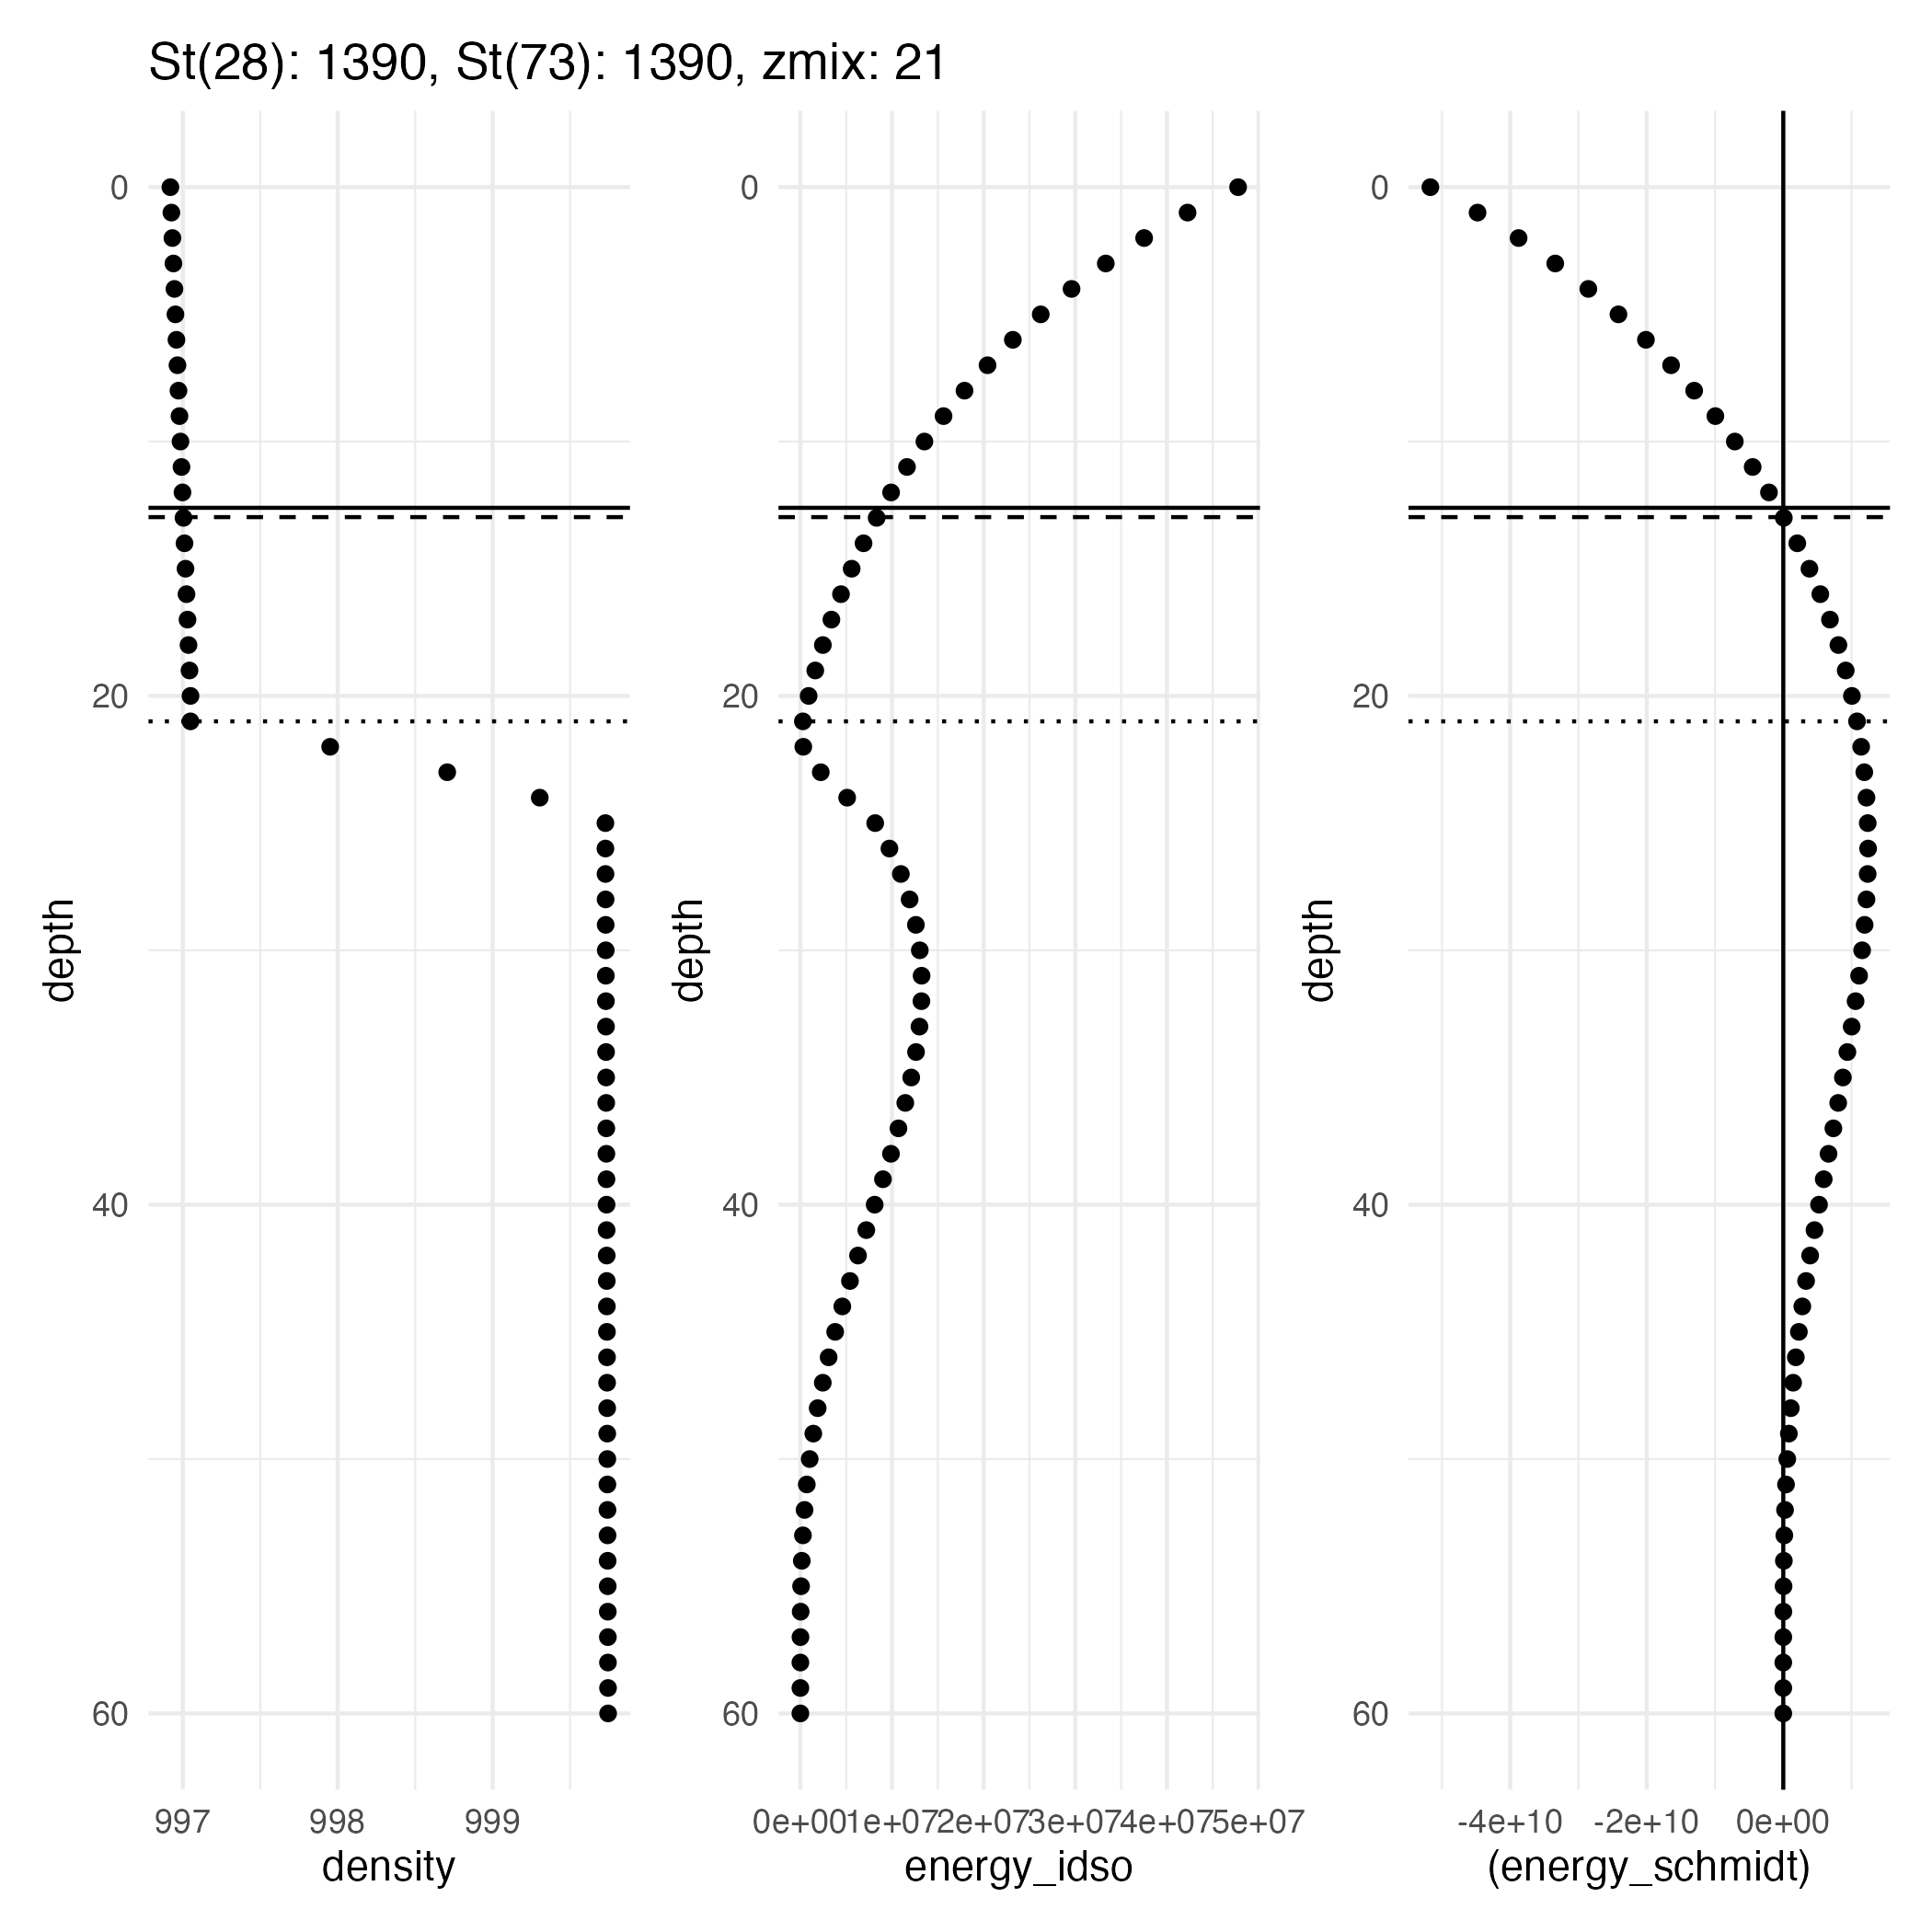 St(28): 1390, St(73): 1390, zmix: 21
0
20
40
60
depth
997 998 999
density
0
20
40
60
depth
0e+00 1e+07 2e+07 3e+07 4e+07 5e+07
energy_idso
0
20
40
60
depth
-4e+10 -2e+10 0e+00
(energy_schmidt)